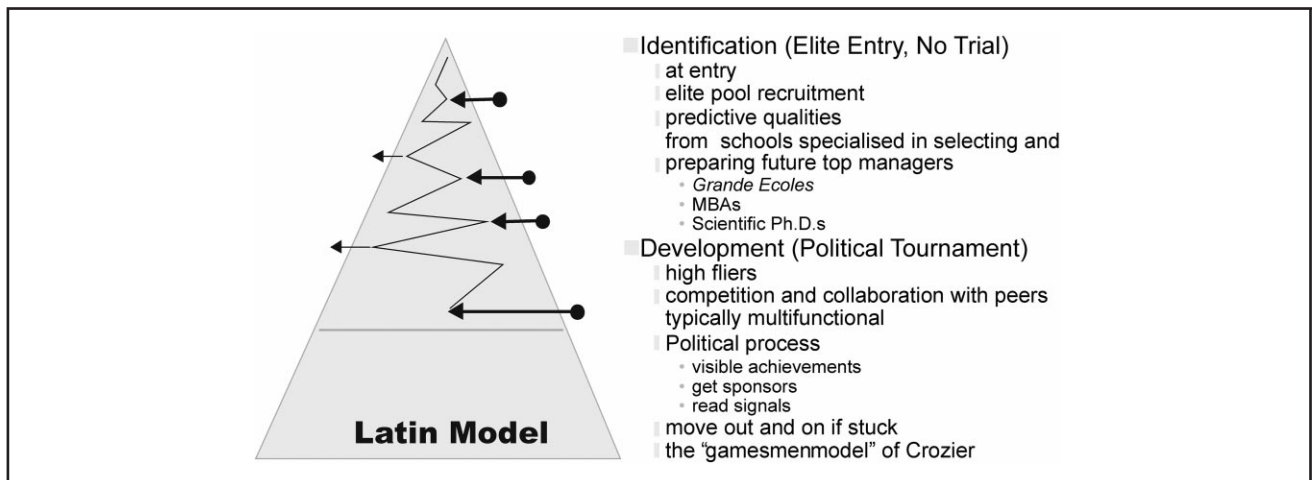 Identification (Elite Entry, No Trial)
at entry
elite pool recruitment
predictive qualities
from schools specialised in selecting and
preparing future top managers
• Grande Ecoles
• MBAs
• Scientific Ph.D.s
Development (Political Tournament)
high fliers
competition and collaboration with peers
typically multifunctional
Political process
• visible achievements
• get sponsors
• read signals
move out and on if stuck
the “gamesmenmodel” of Crozier
Latin Model